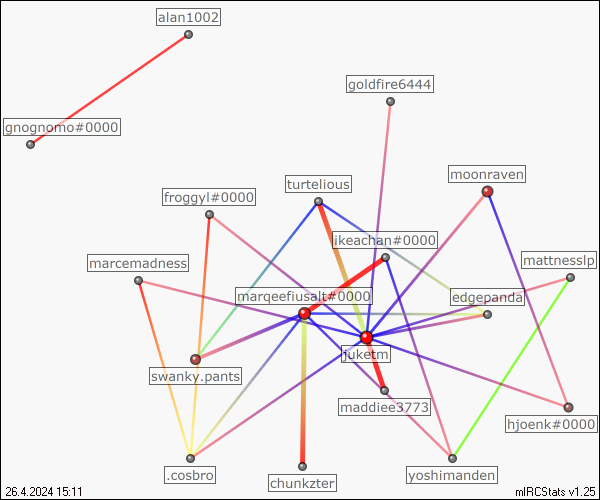 alan1002
goldfire6444
gnognomo#0000
moonraven
turtelious
froggyl#0000
ikeachan#0000
mattnesslp
marcemadness
marqeefiusalt#0000
edgepanda
juketm
swanky.pants
maddiee3773
hjoenk#0000
.cosbro
yoshimanden
chunkzter
26.4.2024 15:11
mIRCStats v1.25